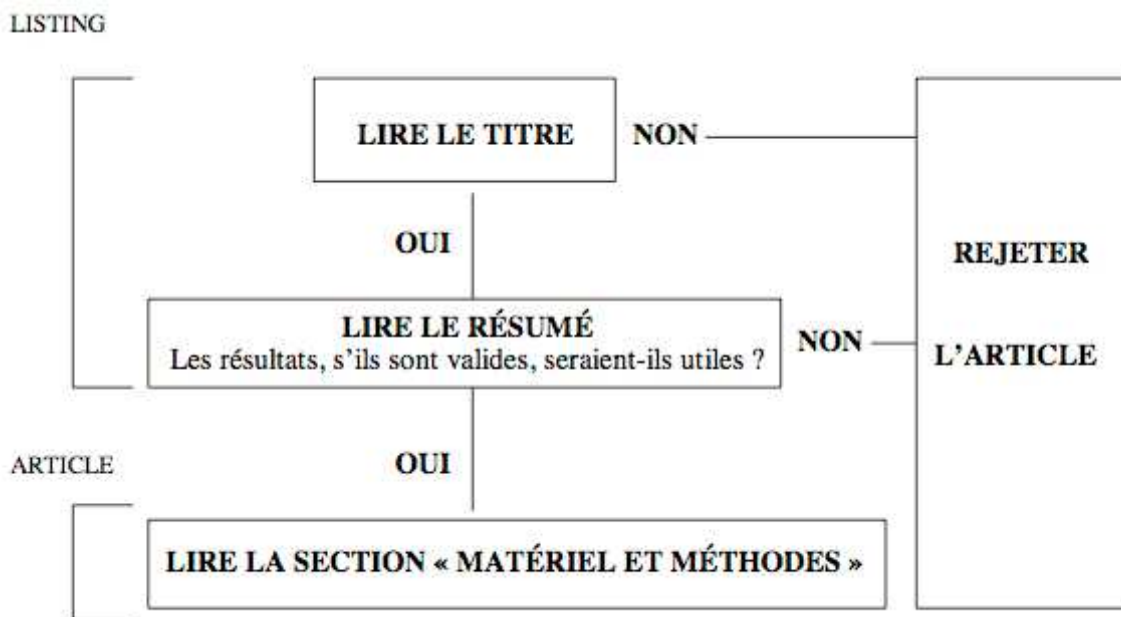 LISTING
LIRE LE TITRE
NON
OUI
REJETER
L'ARTICLE
LIRE LE RÉSUMÉ
Les résultats, s'ils sont valides, seraient-ils utiles ?
NON
OUI
ARTICLE
LIRE LA SECTION « MATÉRIEL ET MÉTHODES »